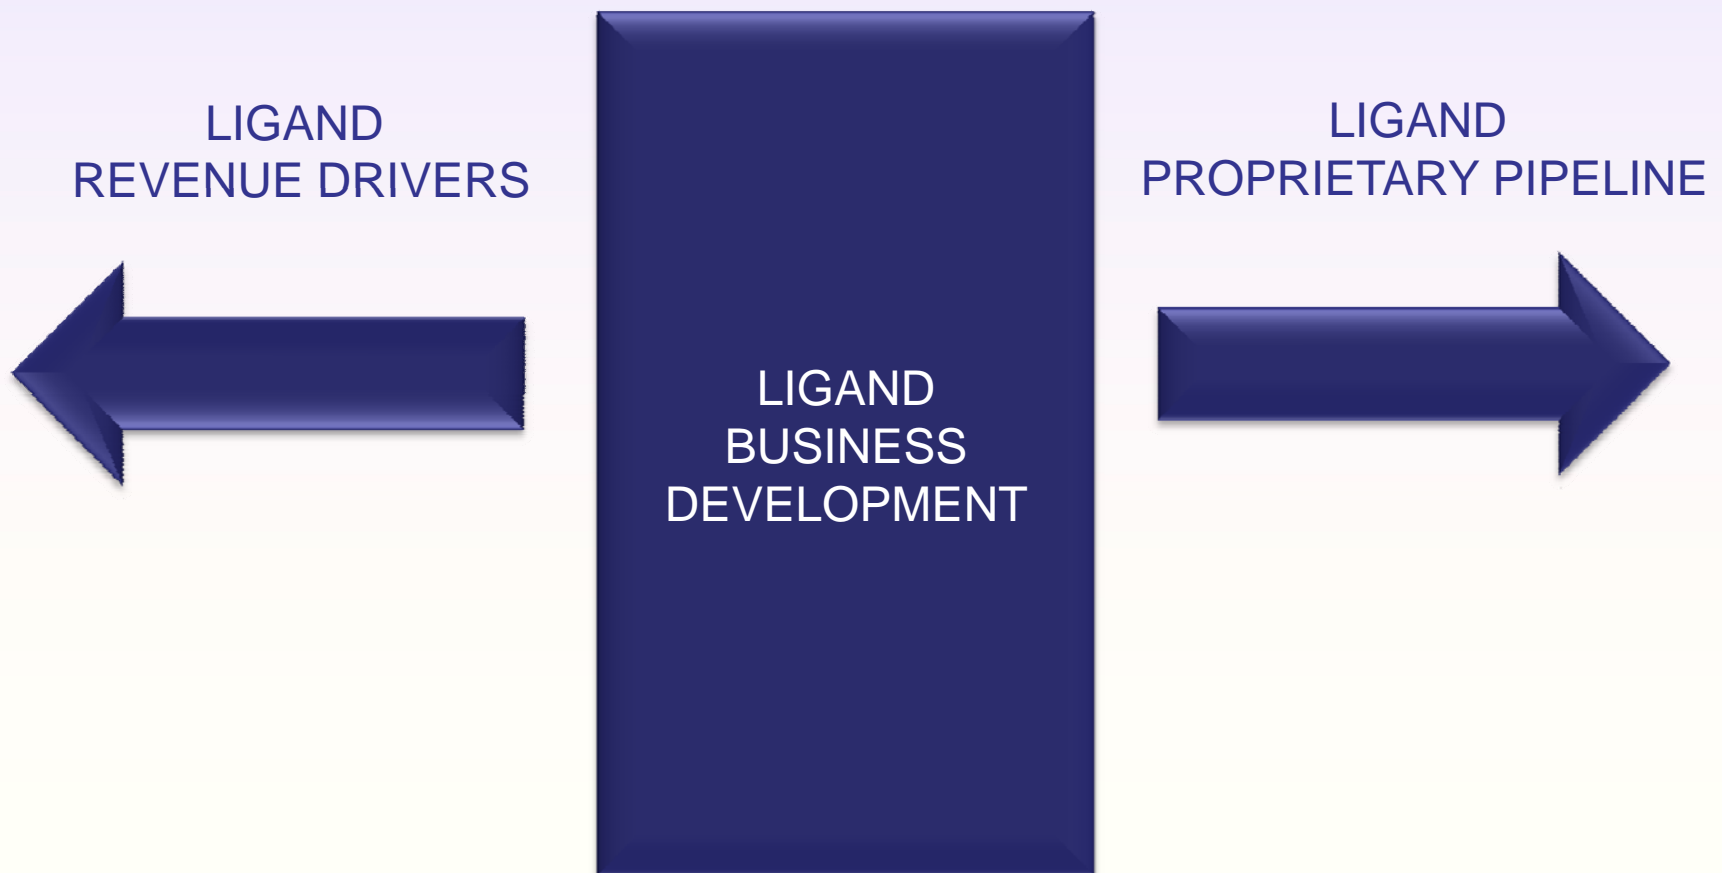 LIGAND
REVENUE DRIVERS
LIGAND
BUSINESS
DEVELOPMENT
LIGAND
PROPRIETARY PIPELINE